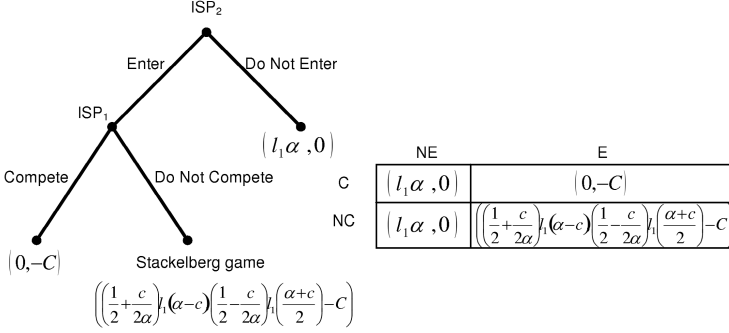 ISP₂
Enter
Do Not Enter
ISP₁
(l₁α ,0)
Compete
Do Not Compete
(0,−C)
Stackelberg game
((1/2+c/2α)l₁(α−c)(1/2−c/2α)l₁(α+c/2)−C)
NE E
C (l₁α ,0) (0,−C)
NC (l₁α ,0) ((1/2+c/2α)l₁(α−c)(1/2−c/2α)l₁(α+c/2)−C